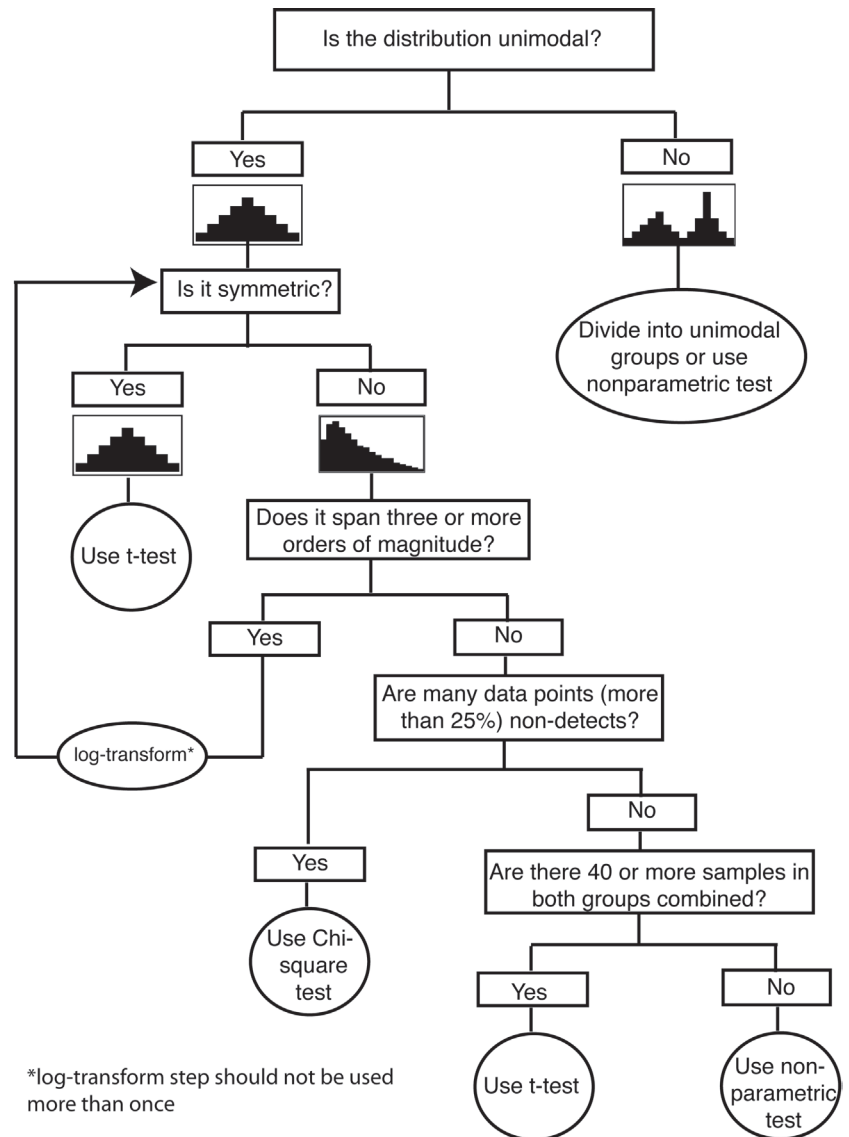 Is the distribution unimodal?
Yes
No
Is it symmetric?
Divide into unimodal
groups or use
nonparametric test
Yes
No
Use t-test
Does it span three or more
orders of magnitude?
Yes
No
log-transform*
Are many data points (more
than 25%) non-detects?
Yes
No
Use Chi-
square
test
Are there 40 or more samples in
both groups combined?
Yes
No
Use t-test
Use non-
parametric
test
*log-transform step should not be used
more than once